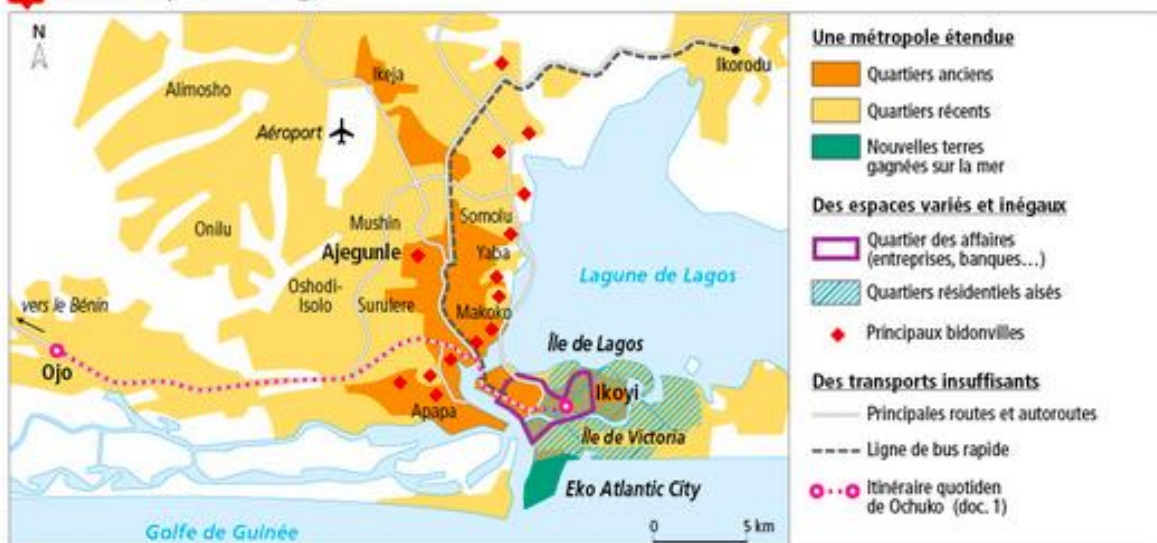 N
Ikeja
Ikorodu
Alimosho
Aéroport
Mushin
Somolu
Onilu
Ajegunle
Yaba
Oshodi-
Isolo
Surulere
Lagune de Lagos
vers le Bénin
Makoko
Île de Lagos
Ojo
Ikoyi
Apapa
Île de Victoria
Eko Atlantic City
Golfe de Guinée
0 5 km
Une métropole étendue
Quartiers anciens
Quartiers récents
Nouvelles terres
gagnées sur la mer
Des espaces variés et inégaux
Quartier des affaires
(entreprises, banques...)
Quartiers résidentiels aisés
Principaux bidonvilles
Des transports insuffisants
Principales routes et autoroutes
Ligne de bus rapide
Itinéraire quotidien
de Ochuko (doc. 1)